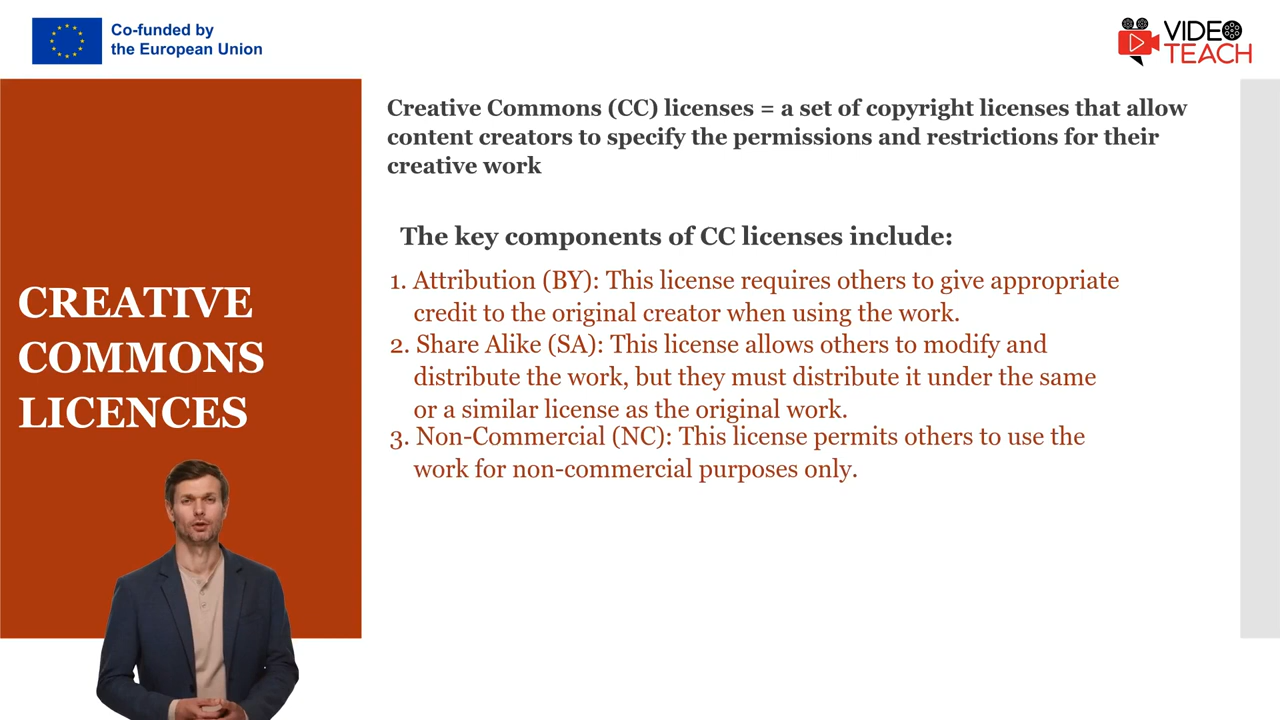 Co-funded by
the European Union
VIDEO
TEACH
Creative Commons (CC) licenses = a set of copyright licenses that allow
content creators to specify the permissions and restrictions for their
creative work
The key components of CC licenses include:
1. Attribution (BY): This license requires others to give appropriate
credit to the original creator when using the work.
2. Share Alike (SA): This license allows others to modify and
distribute the work, but they must distribute it under the same
or a similar license as the original work.
3. Non-Commercial (NC): This license permits others to use the
work for non-commercial purposes only.
CREATIVE
COMMONS
LICENCES